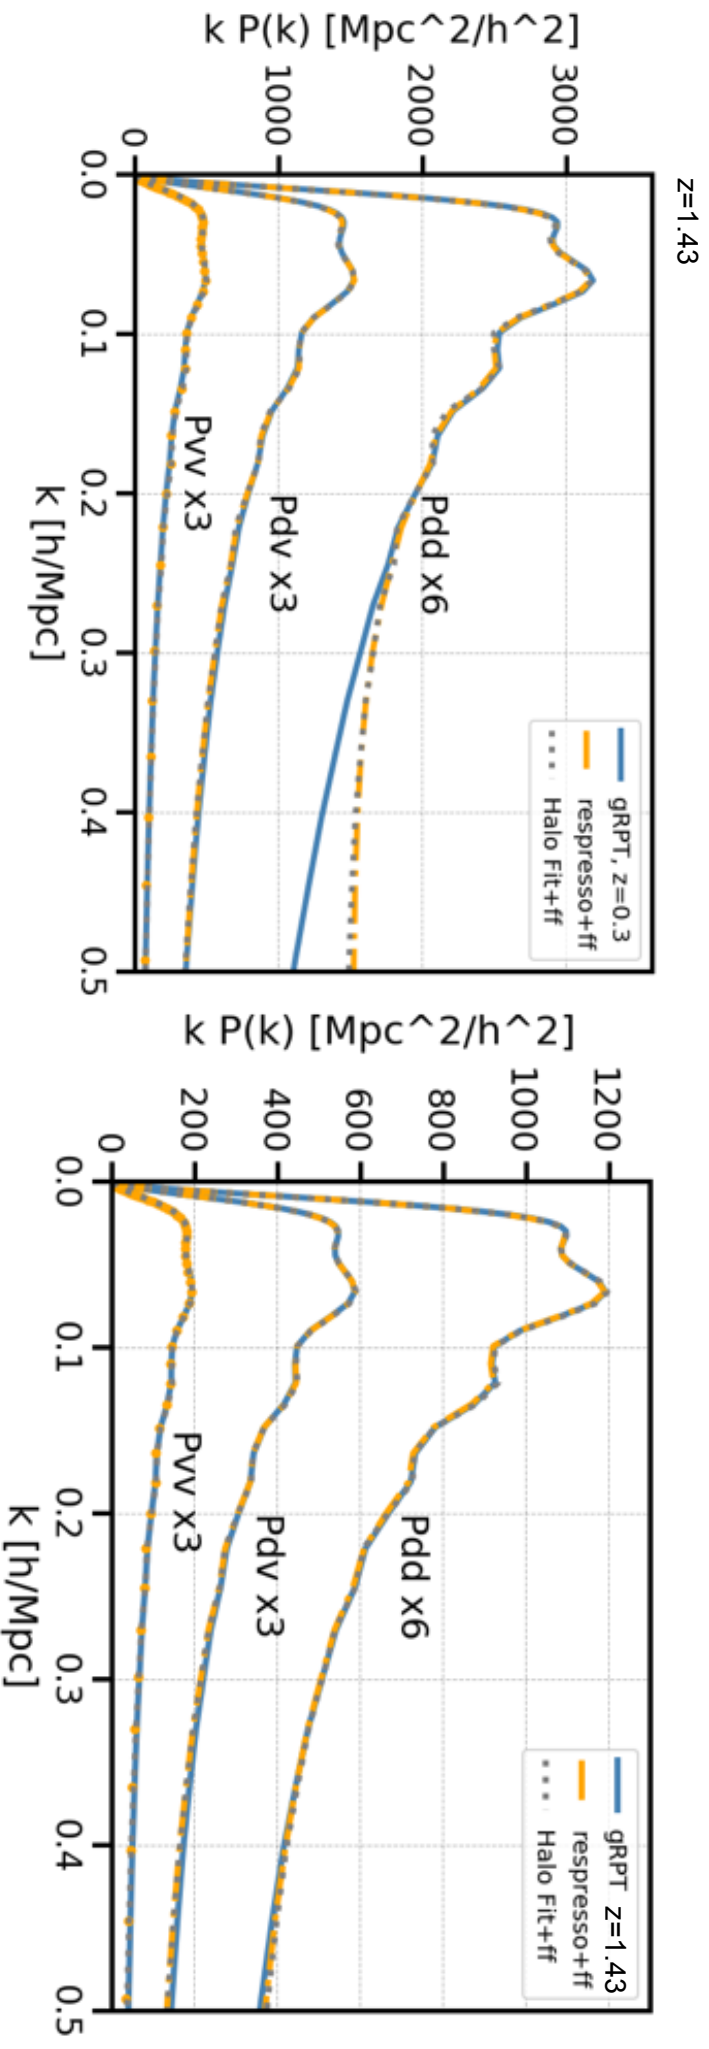 z=1.43
k P(k) [Mpc^2/h^2]
3000
2000
1000
0
0.0
0.1
0.2
0.3
0.4
0.5
k [h/Mpc]
Pdd x6
Pdv x3
Pvv x3
gRPT, z=0.3
respresso+ff
Halo Fit+ff
k P(k) [Mpc^2/h^2]
1200
1000
800
600
400
200
0
0.0
0.1
0.2
0.3
0.4
0.5
k [h/Mpc]
Pdd x6
Pdv x3
Pvv x3
gRPT z=1.43
respresso+ff
Halo Fit+ff